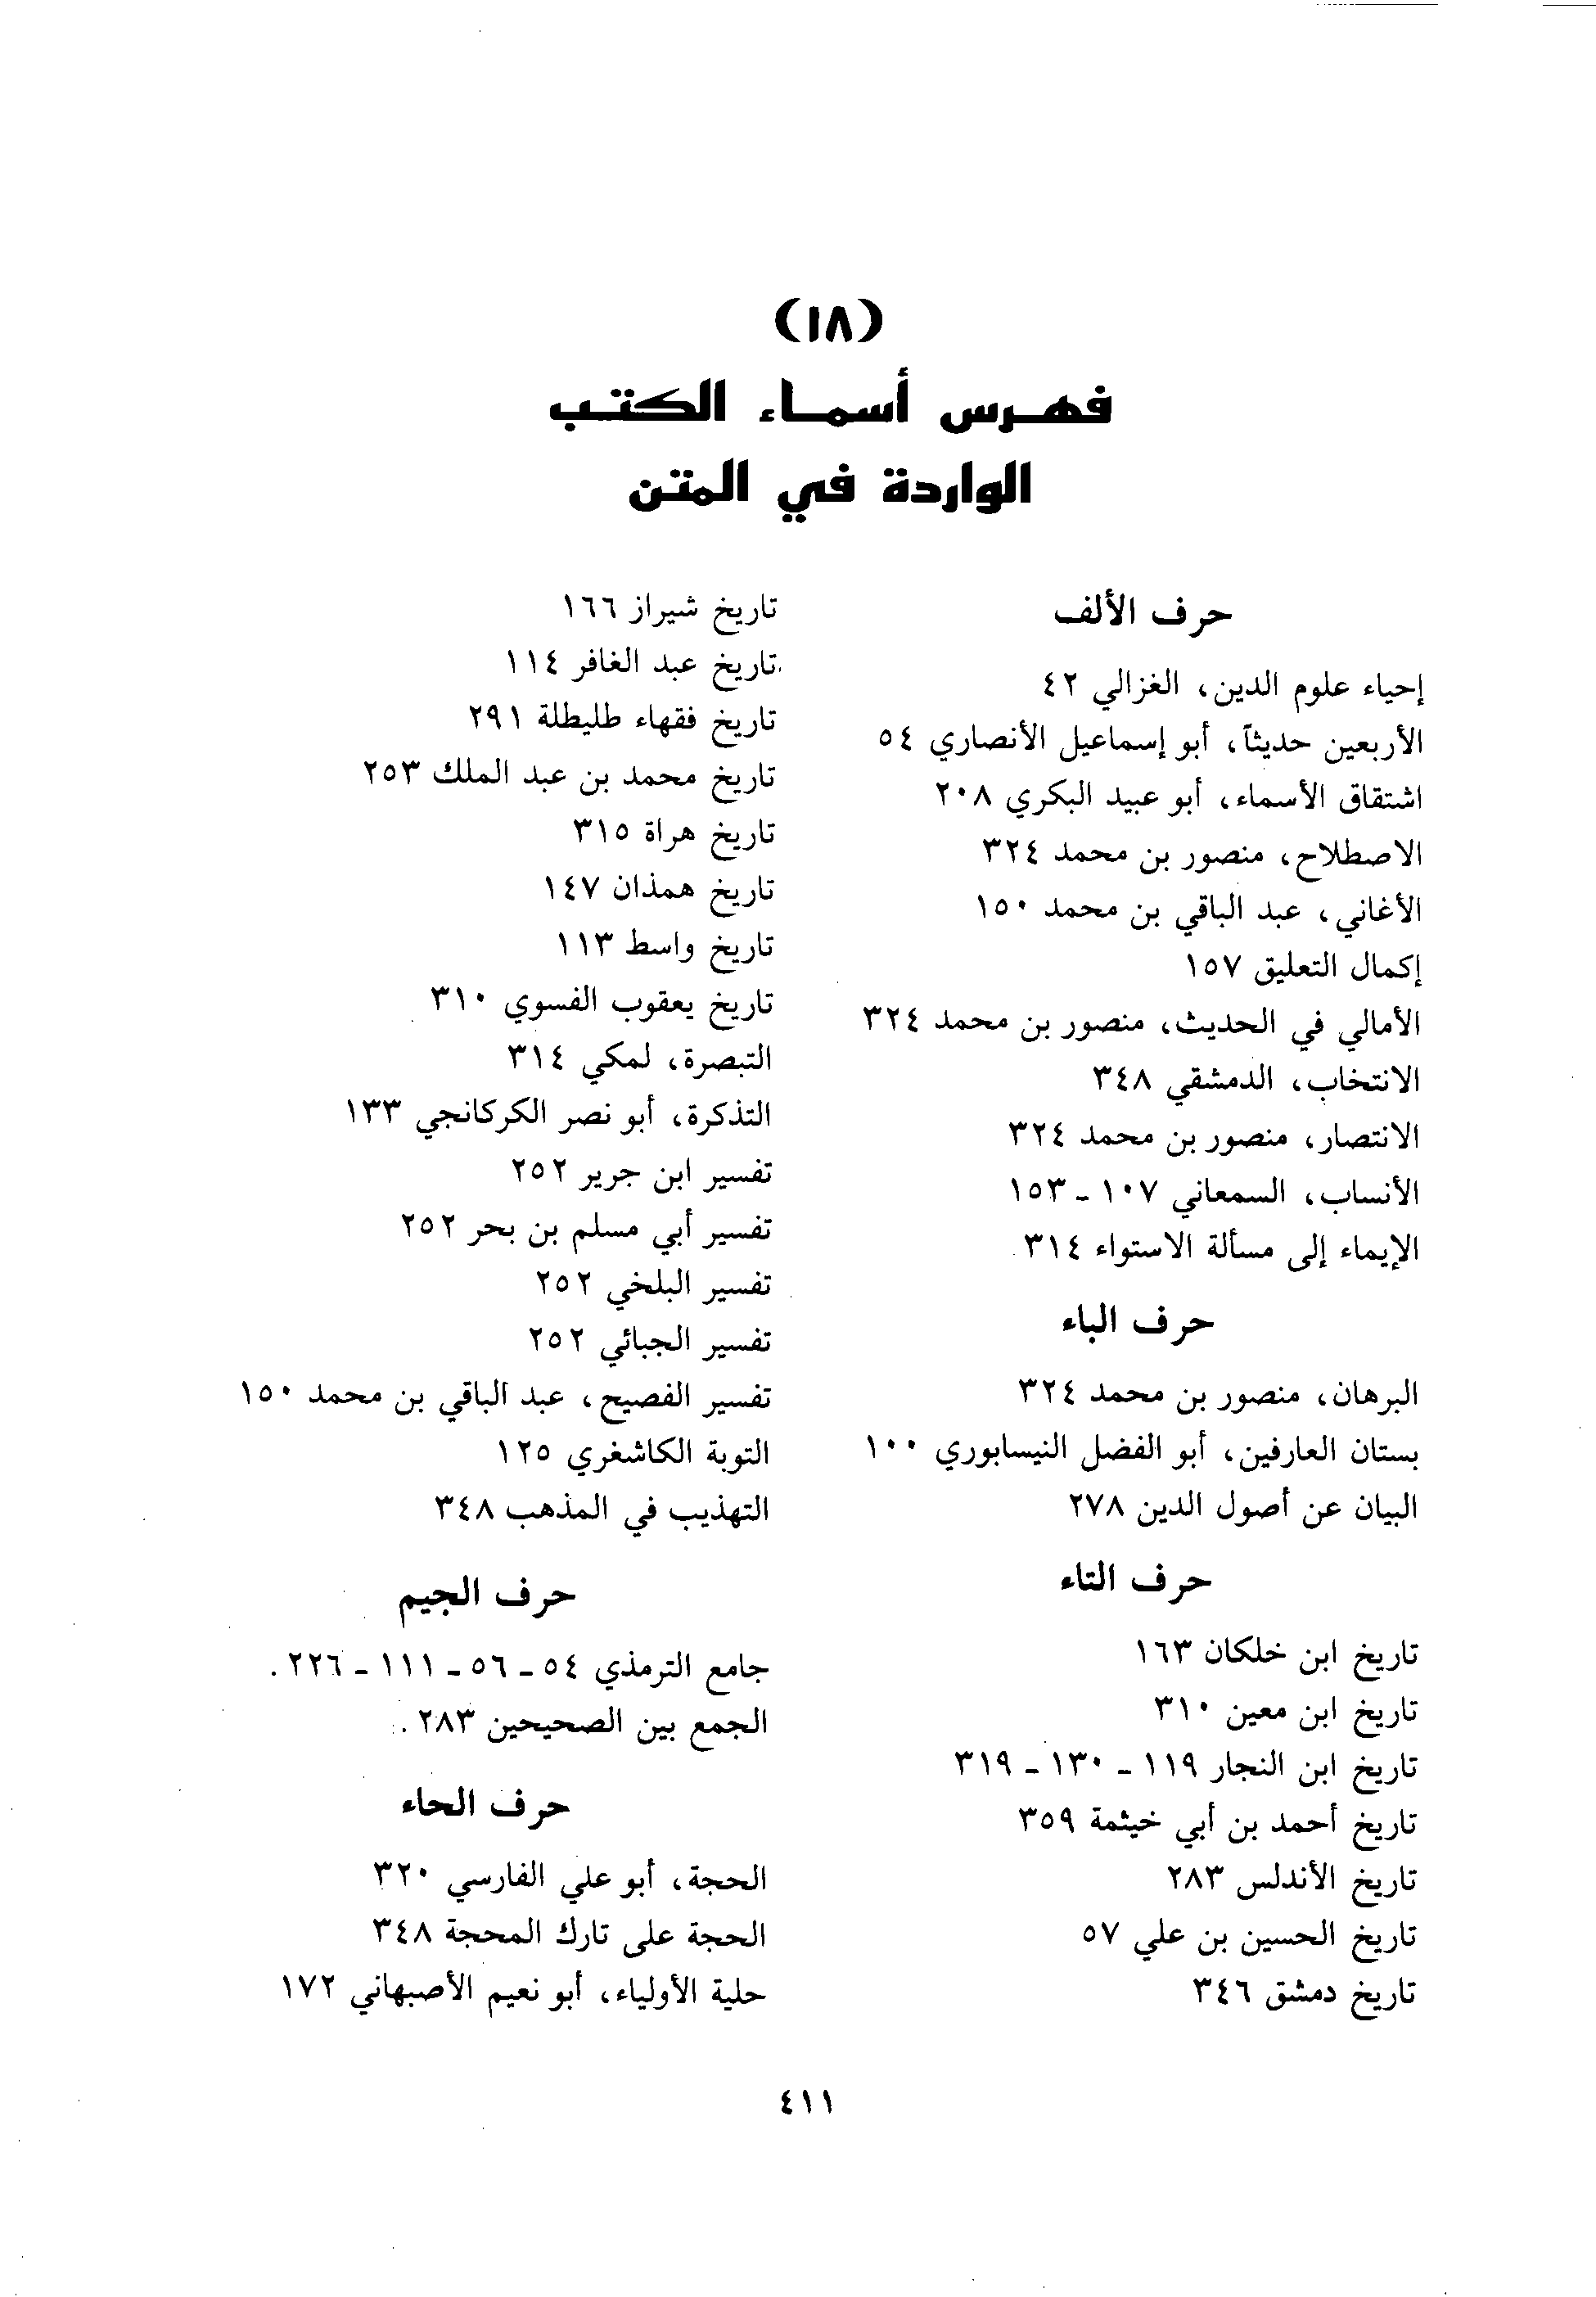 (١٨)
فهرس أسماء الكتب
الواردة في المتن
حرف الألف
إحياء علوم الدين، الغزالي ٤٢
الأربعين حديثاً، أبو إسماعيل الأنصاري ٥٤
اشتقاق الأسماء، أبو عبيد البكري ٢٠٨
الاصطلاح، منصور بن محمد ٣٢٤
الأغاني، عبد الباقي بن محمد ١٥٠
إكمال التعليق ١٥٧
الأمالي في الحديث، منصور بن محمد ٣٢٤
الانتخاب، الدمشقي ٣٤٨
الانتصار، منصور بن محمد ٣٢٤
الأنساب، السمعاني ١٠٧ - ١٥٣
الإيماء إلى مسألة الاستواء ٣١٤
حرف الباء
البرهان، منصور بن محمد ٣٢٤
بستان العارفين، أبو الفضل النيسابوري ١٠٠
البيان عن أصول الدين ٢٧٨
حرف التاء
تاريخ ابن خلكان ١٦٣
تاريخ ابن معين ٣١٠
تاريخ ابن النجار ١١٩ - ١٣٠ - ٣١٩
تاريخ أحمد بن أبي خيثمة ٣٥٩
تاريخ الأندلس ٢٨٣
تاريخ الحسين بن علي ٥٧
تاريخ دمشق ٣٤٦
تاريخ شيراز ١٦٦
تاريخ عبد الغافر ١١٤
تاريخ فقهاء طليطلة ٢٩١
تاريخ محمد بن عبد الملك ٢٥٣
تاريخ هراة ٣١٥
تاريخ همذان ١٤٧
تاريخ واسط ١١٣
تاريخ يعقوب الفسوي ٣١٠
التبصرة، لمكي ٣١٤
التذكرة، أبو نصر الكركانجي ١٣٣
تفسير ابن جرير ٢٥٢
تفسير أبي مسلم بن بحر ٢٥٢
تفسير البلخي ٢٥٢
تفسير الجبائي ٢٥٢
تفسير الفصيح، عبد الباقي بن محمد ١٥٠
التوبة الكاشغري ١٢٥
التهذيب في المذهب ٣٤٨
حرف الجيم
جامع الترمذي ٥٤ - ٥٦ - ١١١ - ٢٢٦.
الجمع بين الصحيحين ٢٨٣.
حرف الحاء
الحجة، أبو علي الفارسي ٣٢٠
الحجة على تارك المحجة ٣٤٨
حلية الأولياء، أبو نعيم الأصبهاني ١٧٢
٤١١